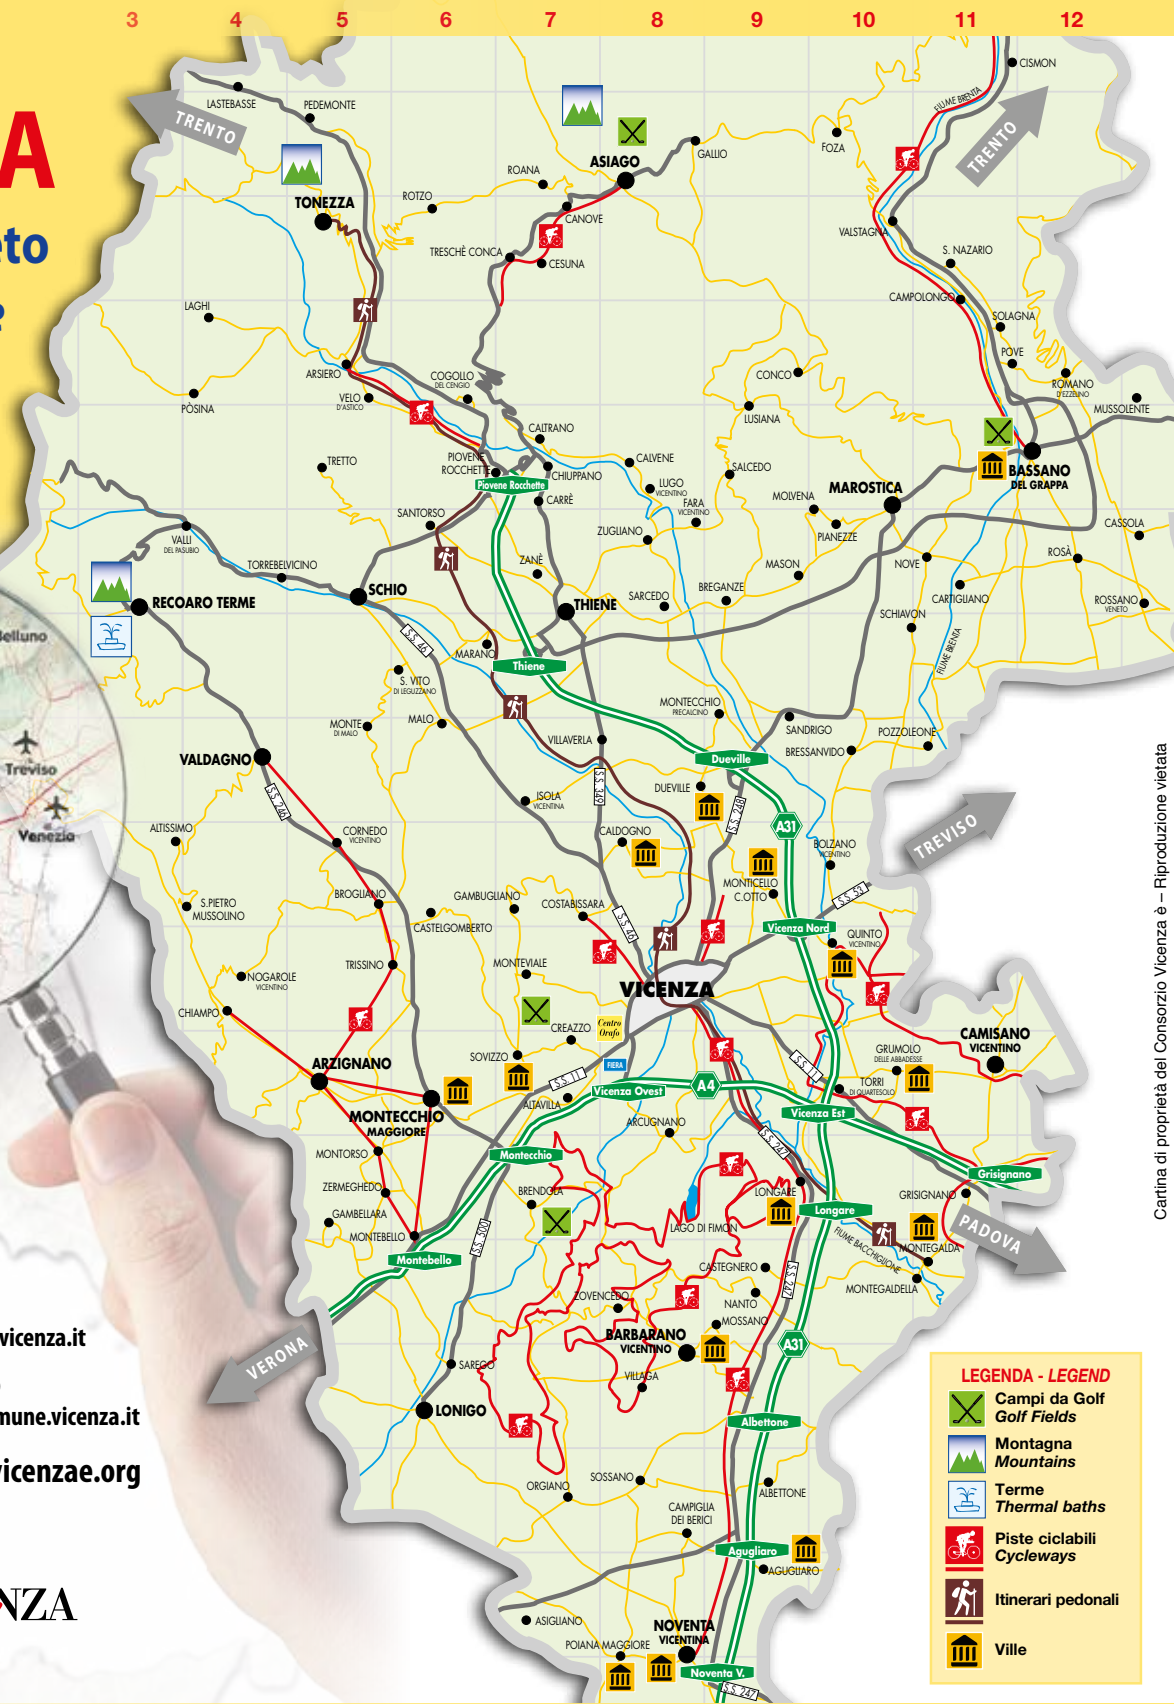 3 4 5 6 7 8 9 10 11 12
A
eto
?
TRENTO
LASTEBASSE
PEDEMONTE
TONEZZA
ROTZO
ROANA
ASIAGO
GALLIO
FOZA
CISMON
FIUME BRENTA
TRENTO
CANOVE
TRESCHÈ CONCA
CESUNA
VALSTAGNA
S. NAZARIO
CAMPOLONGO
SOLAGNA
POVE
ROMANO
D'EZZELINO
MUSSOLENTE
LAGHI
ARSIERO
POSINA
VELO
D'ASTICO
COGOLLO
DEL CENGIO
CONCO
LUSIANA
CALTRANO
TRETTO
PIOVENE
ROCCHETTE
Piovene Rocchette
CHIUPPANO
CARRÈ
CALVENE
LUGO
VICENTINO
FARA
VICENTINO
SALCEDO
ZUGLIANO
MOLVENA
PIANEZZE
MAROSTICA
BASSANO
DEL GRAPPA
CASSOLA
ROSÀ
NOVE
CARTIGLIANO
ROSSANO
VENETO
SCHIAVON
FIUME BRENTA
MASON
BREGANZE
SARCEDO
SANTORSO
ZANÈ
VALLI
DEL PASUBIO
TORREBELVICINO
SCHIO
THIENE
RECOARO TERME
Belluno
Treviso
Venezia
S.S. 46
MARANO
Thiene
S. VITO
DI LEGUZZANO
MONTE
DI MALO
MALO
VILLAVERLA
MONTECCHIO
PRECALCINO
SANDRIGO
BRESSANVIDO
POZZOLEONE
VALDAGNO
S.S. 246
Dueville
DUEVILLE
S.S. 349
S.S. 248
A31
ISOLA
VICENTINA
CALDOGNO
BOLZANO
VICENTINO
TREVISO
ALTISSIMO
CORNEDO
VICENTINO
MONTICELLO
C.OTTO
S.S. 53
S.PIETRO
MUSSOLINO
BROGLIANO
CASTELGOMBERTO
GAMBUGLIANO
COSTABISSARA
S.S. 46
Vicenza Nord
QUINTO
VICENTINO
NOGAROLE
VICENTINO
TRISSINO
MONTEVIALE
VICENZA
CHIAMPO
CREAZZO
Centro
Orafo
SOVIZZO
FIERA
CAMISANO
VICENTINO
GRUMOLO
DELLE ABBADESSE
ARZIGNANO
S.S. 11
S.S. 11
Vicenza Ovest
A4
TORRI
DI QUARTESOLO
MONTECCHIO
MAGGIORE
ALTAVILLA
ARCUGNANO
Vicenza Est
S.S. 247
MONTORSO
Montecchio
Grisignano
ZERMEGHEDO
BRENDOLA
LONGARE
GRISIGNANO
GAMBELLARA
LAGO DI FIMON
Longare
PADOVA
MONTEBELLO
S.S. 500
FIUME BACCHIGLIONE
MONTEGALDA
Montebello
CASTEGNERO
S.S. 247
MONTEGALDELLA
ZOVENCEDO
NANTO
MOSSANO
BARBARANO
VICENTINO
A31
VERONA
SAREGO
VILLAGA
LONIGO
Albettone
SOSSANO
ORGIANO
ALBETTONE
CAMPIGLIA
DEI BERICI
Agugliaro
AGUGLIARO
ASIGLIANO
NOVENTA
VICENTINA
POIANA MAGGIORE
Noventa V.
S.S. 247
vicenza.it
mune.vicenza.it
vicenzae.org
NZA
LEGENDA - LEGEND
Campi da Golf
Golf Fields
Montagna
Mountains
Terme
Thermal baths
Piste ciclabili
Cycleways
Itinerari pedonali
Ville
Cartina di proprietà del Consorzio Vicenza è – Riproduzione vietata